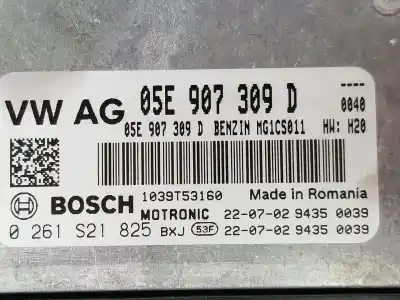 VW AG 05E 907 309 D ----
0040
05E 907 309 D BENZIN MG1CS011 HW: H20
1039T53160 Made in Romania
BOSCH MOTRONIC 22-07-02 9435 0039
0 261 S21 825 BXJ 53F 22-07-02 9435 0039